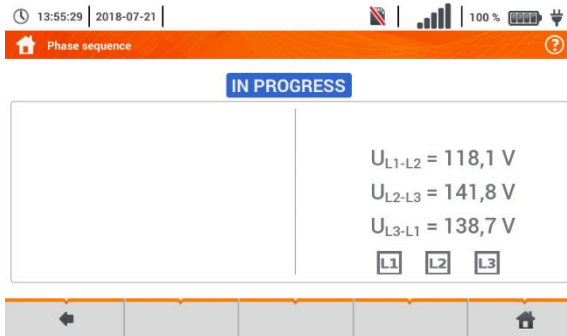 13:55:29 2018-07-21 100 %
Phase sequence ?
IN PROGRESS
UL1-L2 = 118,1 V
UL2-L3 = 141,8 V
UL3-L1 = 138,7 V
L1 L2 L3